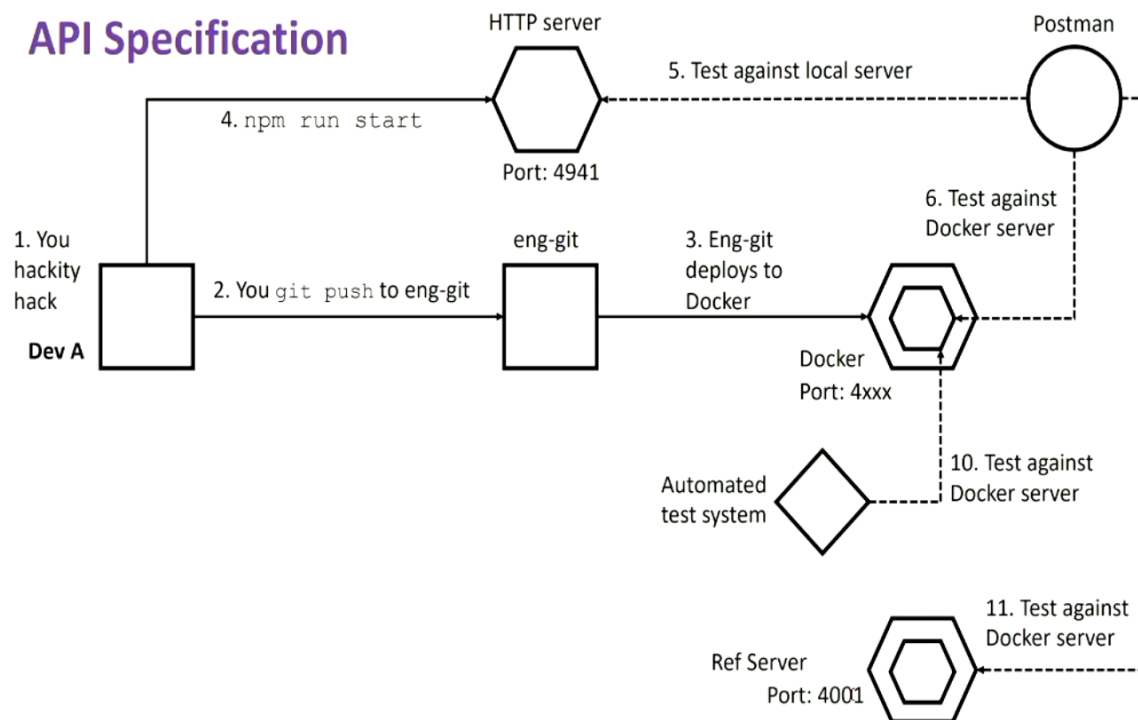 API Specification
HTTP server
Postman
5. Test against local server
4. npm run start
Port: 4941
6. Test against
Docker server
1. You
hackity
hack
Dev A
2. You git push to eng-git
eng-git
3. Eng-git
deploys to
Docker
Docker
Port: 4xxx
Automated
test system
10. Test against
Docker server
11. Test against
Docker server
Ref Server
Port: 4001